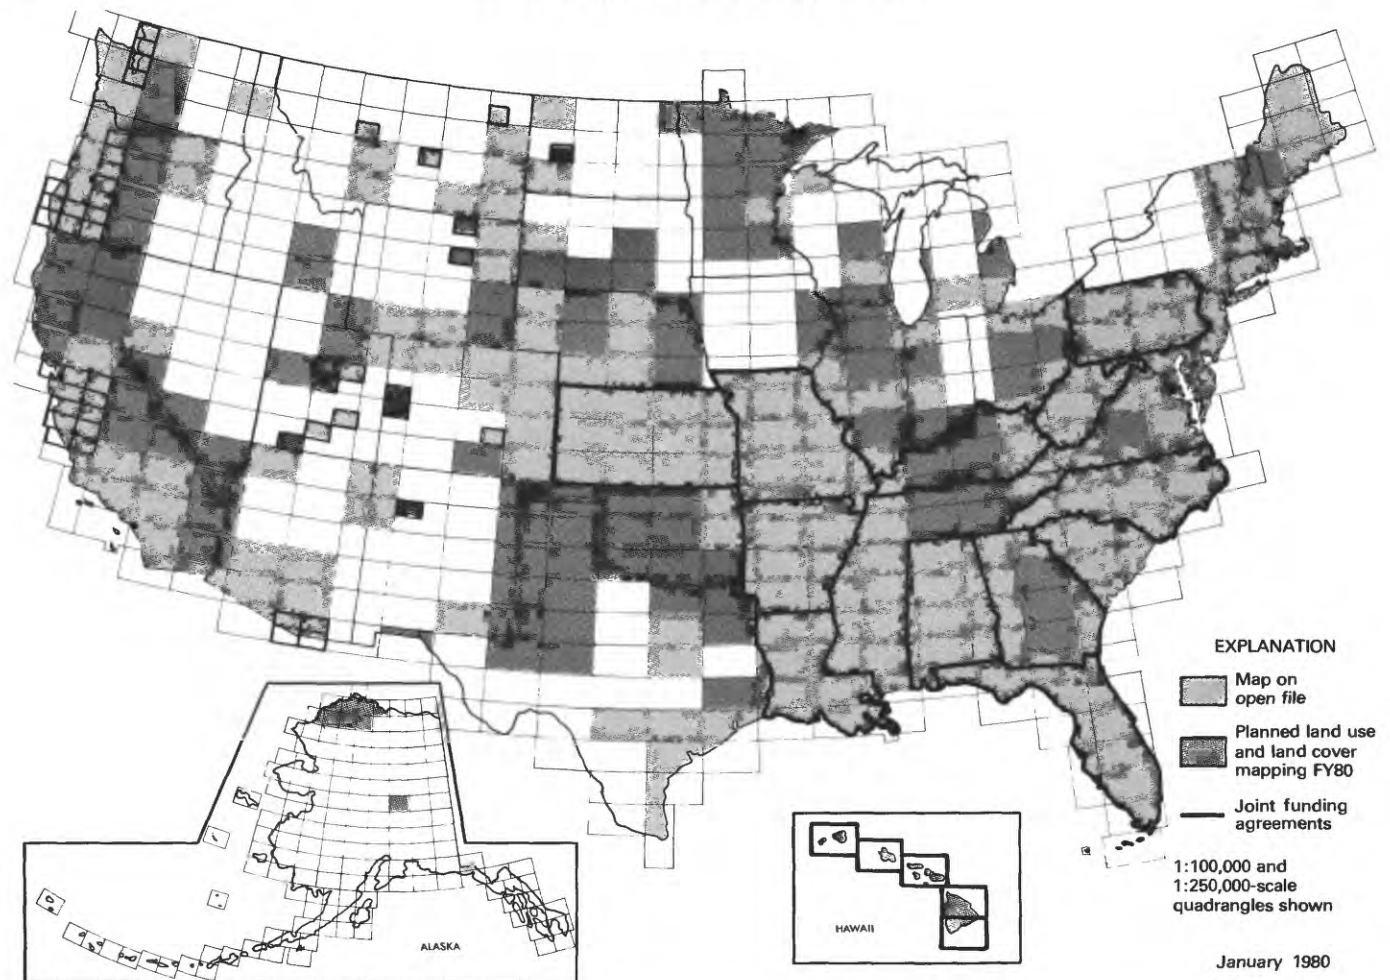 EXPLANATION
Map on
open file
Planned land use
and land cover
mapping FY80
Joint funding
agreements
1:100,000 and
1:250,000-scale
quadrangles shown
January 1980
ALASKA
HAWAII